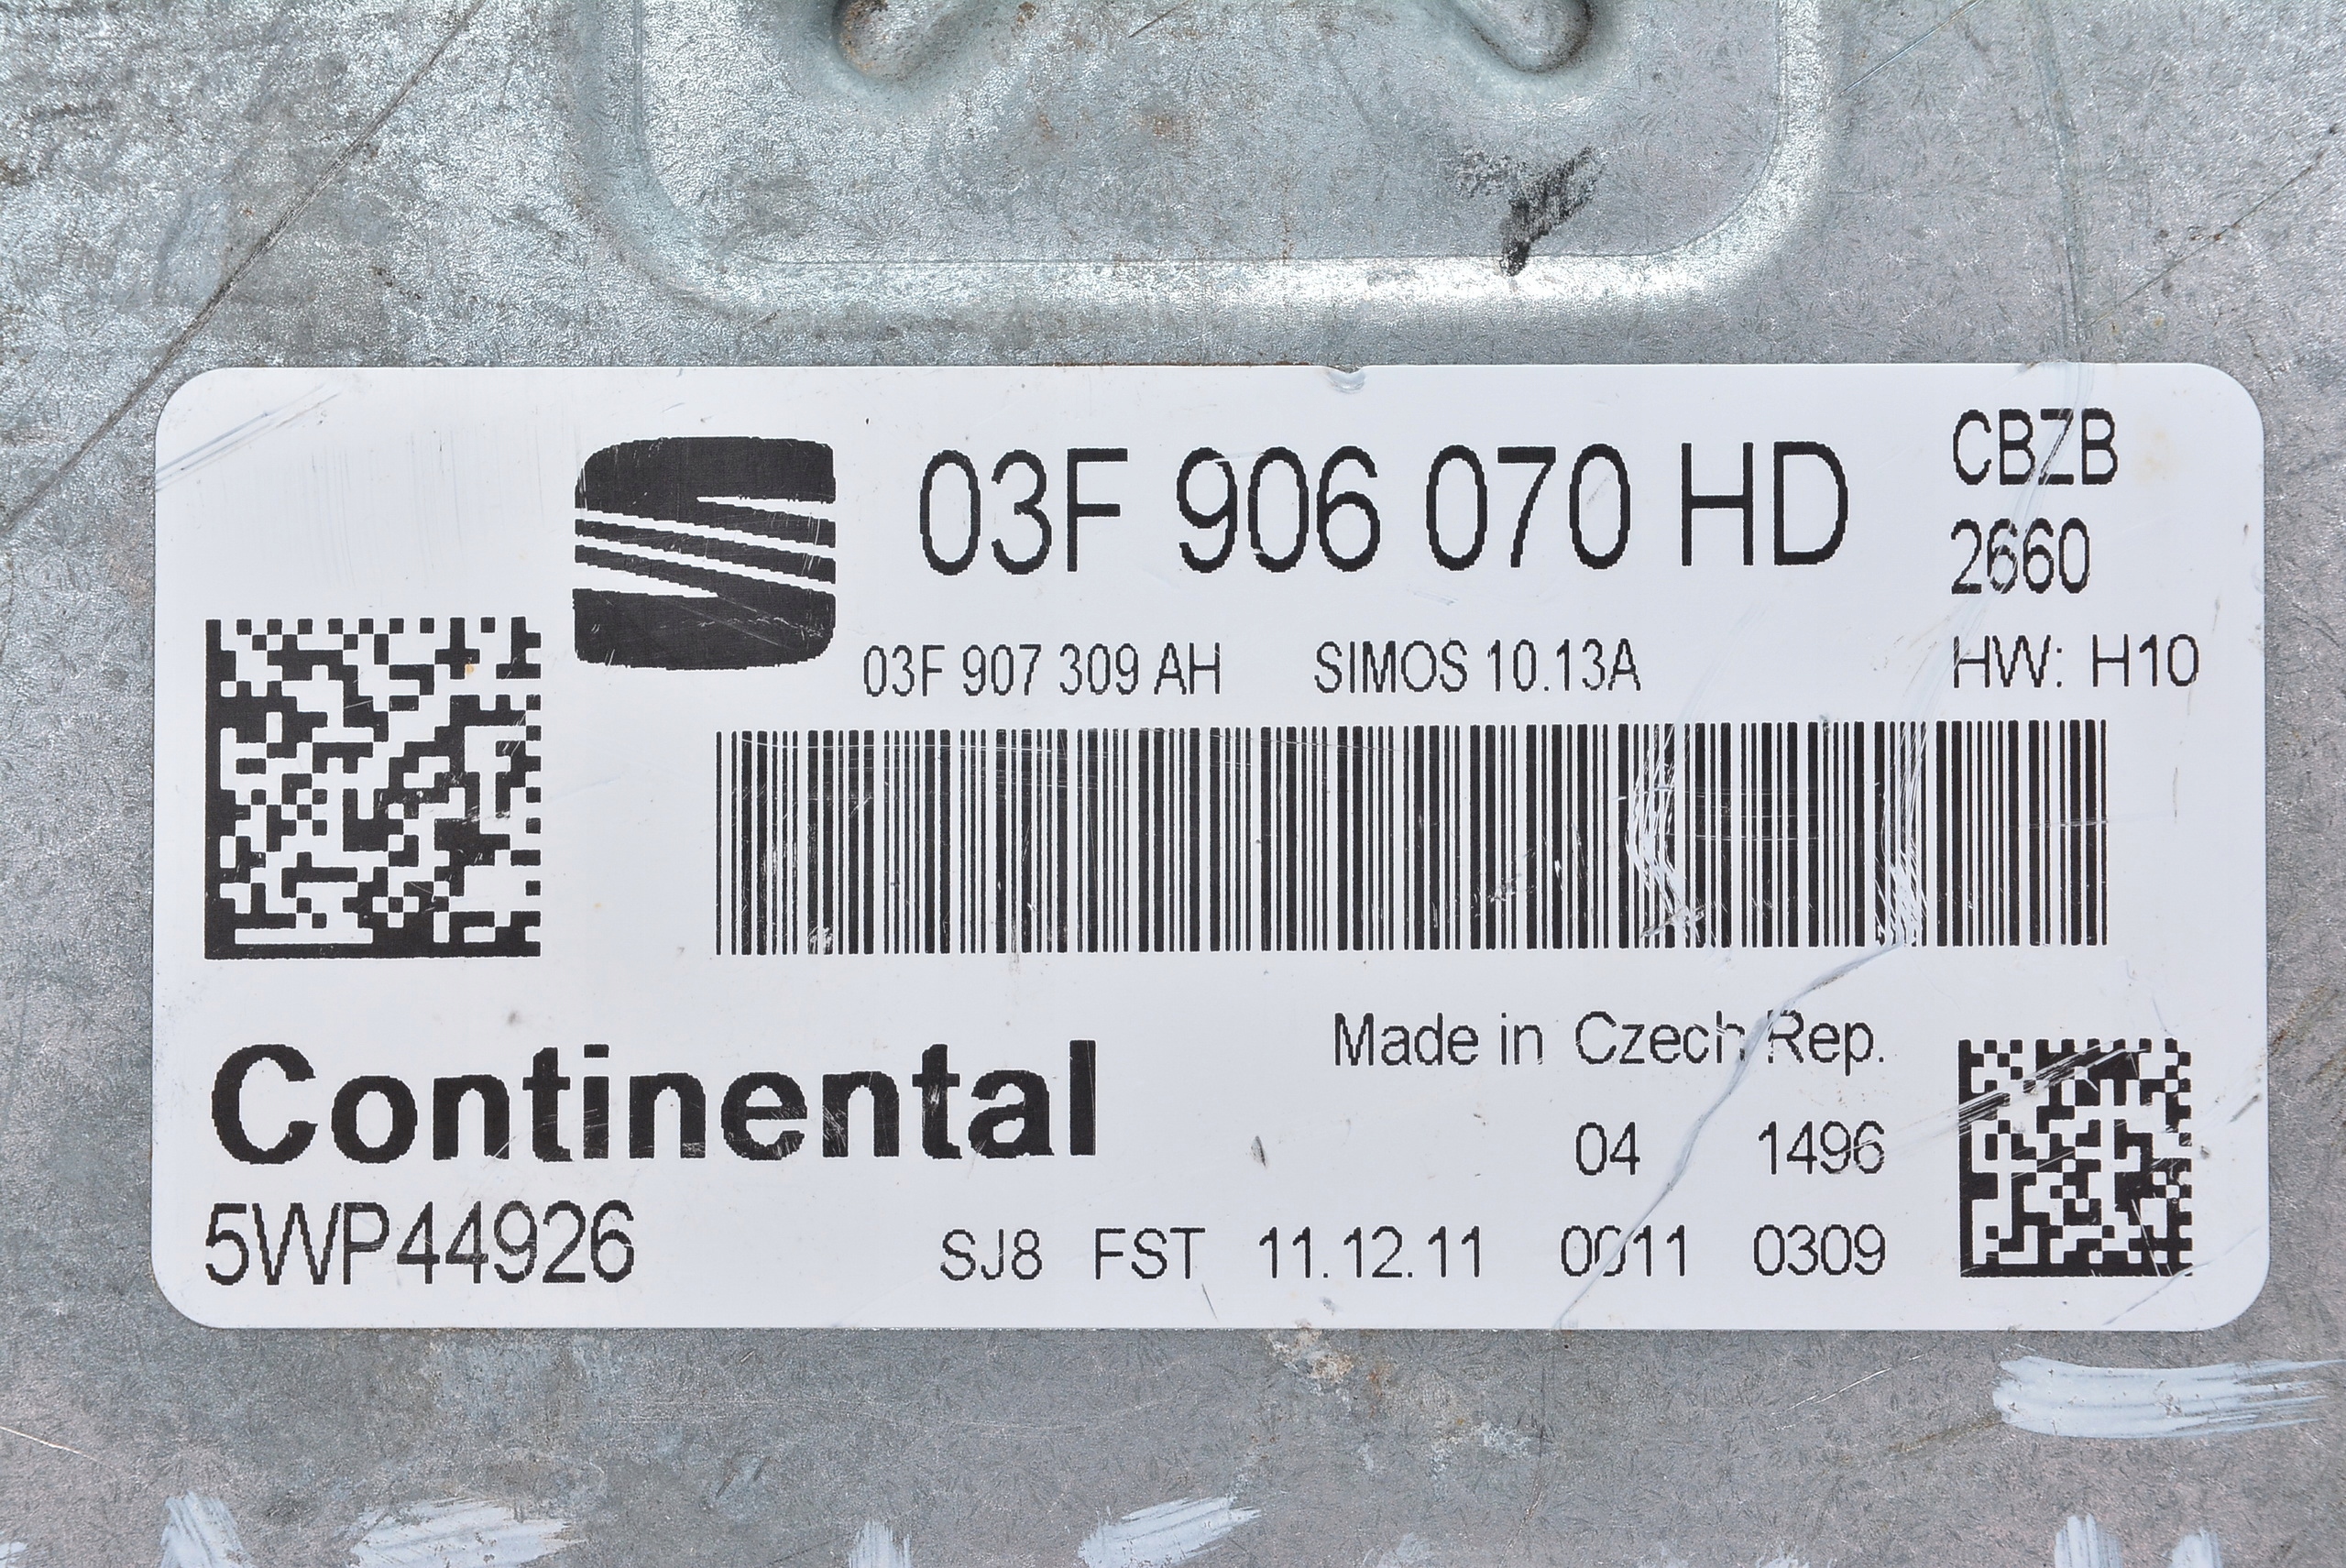 03F 906 070 HD
CBZB
2660
03F 907 309 AH SIMOS 10.13A HW: H10
Continental
Made in Czech Rep.
04 1496
5WP44926 SJ8 FST 11.12.11 0011 0309